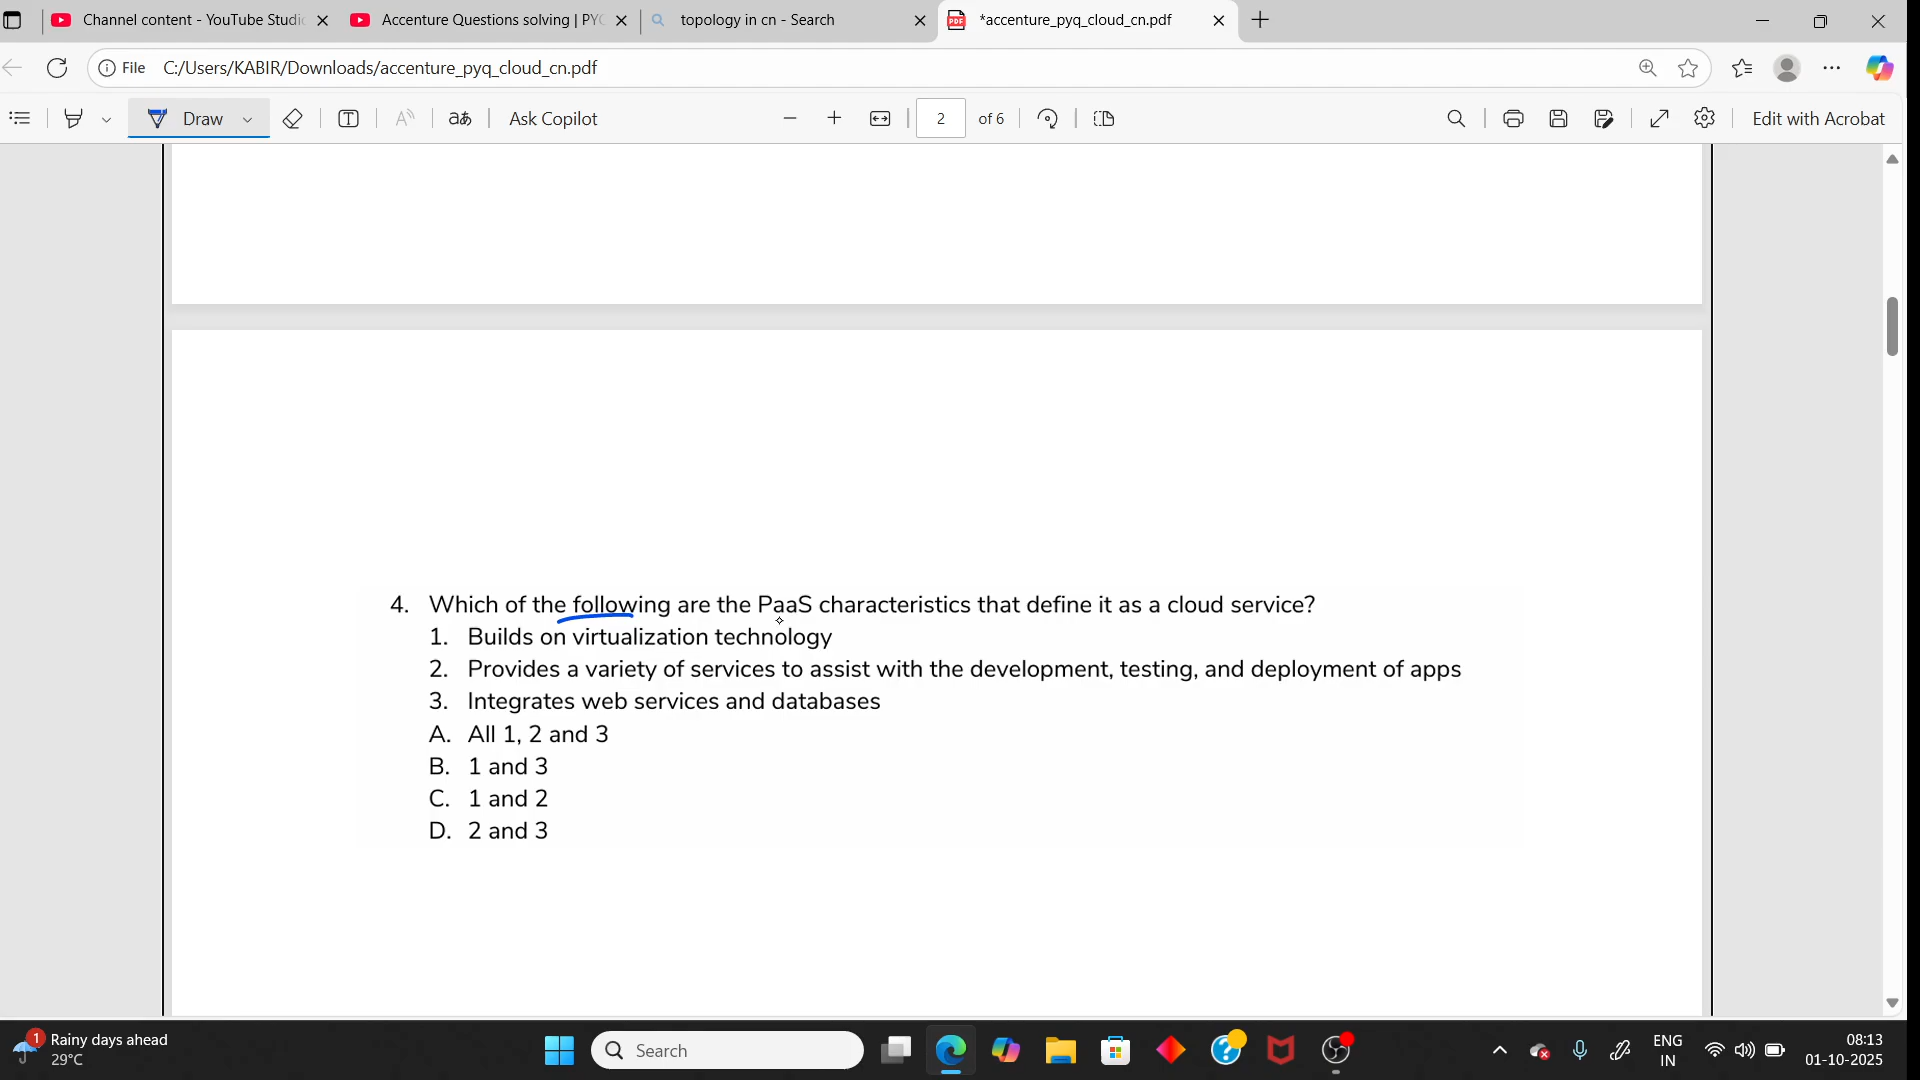 Channel content - YouTube Studi
Accenture Questions solving | PY
topology in cn - Search
*accenture_pyq_cloud_cn.pdf
File
C:/Users/KABIR/Downloads/accenture_pyq_cloud_cn.pdf
Draw
aあ
Ask Copilot
2 of 6
Edit with Acrobat
4. Which of the following are the PaaS characteristics that define it as a cloud service?
1. Builds on virtualization technology
2. Provides a variety of services to assist with the development, testing, and deployment of apps
3. Integrates web services and databases
A. All 1, 2 and 3
B. 1 and 3
C. 1 and 2
D. 2 and 3
1
Rainy days ahead
29°C
Search
ENG
IN
08:13
01-10-2025